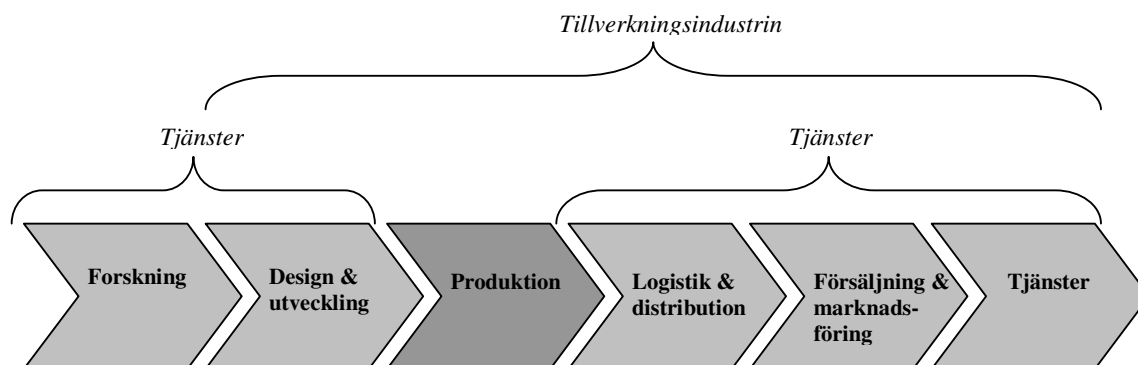 Tillverkningsindustrin
Tjänster
Tjänster
Forskning
Design &
utveckling
Produktion
Logistik &
distribution
Försäljning &
marknads-
föring
Tjänster